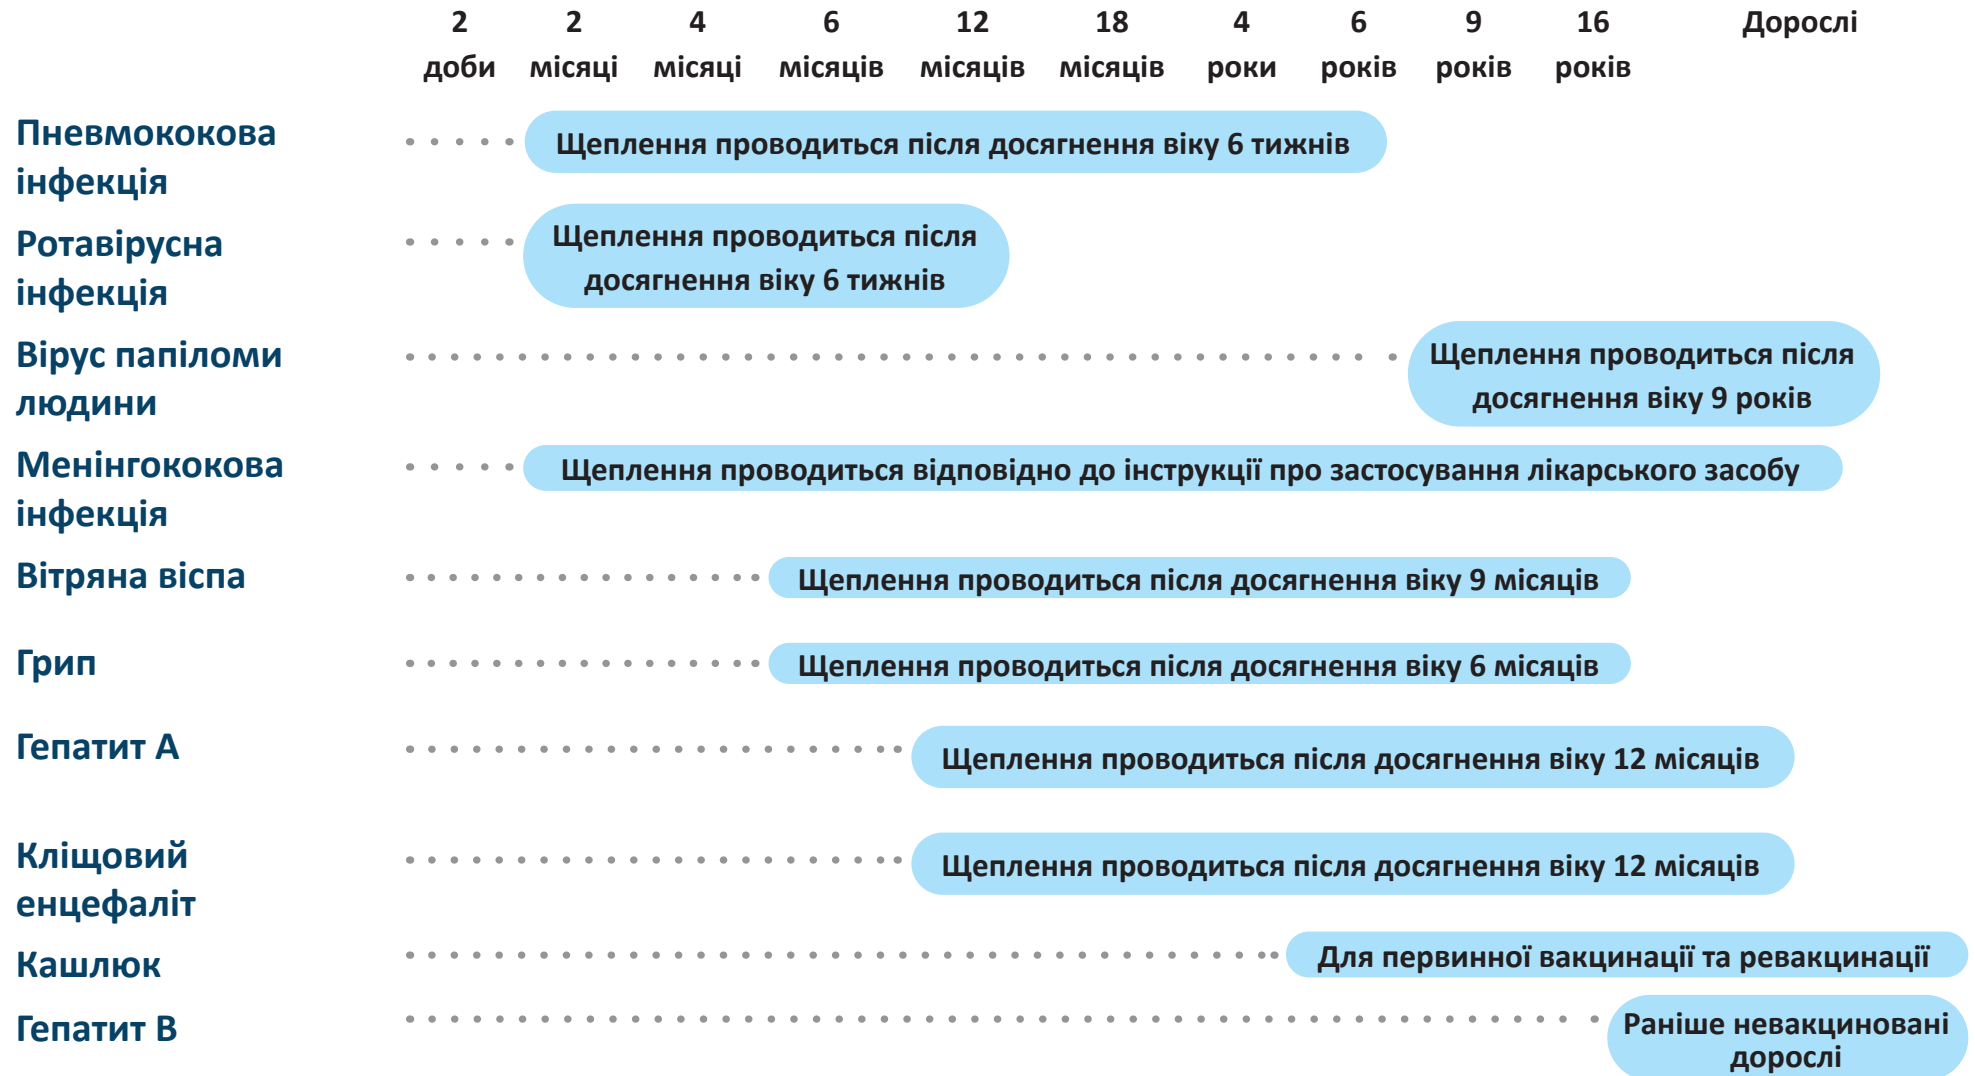 2 2 4 6 12 18 4 6 9 16 Дорослі
доби місяці місяці місяців місяців місяців роки років років років
Пневмококова
інфекція
Щеплення проводиться після досягнення віку 6 тижнів
Ротавірусна
інфекція
Щеплення проводиться після
досягнення віку 6 тижнів
Вірус папіломи
людини
Щеплення проводиться після
досягнення віку 9 років
Менінгококова
інфекція
Щеплення проводиться відповідно до інструкції про застосування лікарського засобу
Вітряна віспа
Щеплення проводиться після досягнення віку 9 місяців
Грип
Щеплення проводиться після досягнення віку 6 місяців
Гепатит А
Щеплення проводиться після досягнення віку 12 місяців
Кліщовий
енцефаліт
Щеплення проводиться після досягнення віку 12 місяців
Кашлюк
Для первинної вакцинації та ревакцинації
Гепатит В
Раніше невакциновані
дорослі